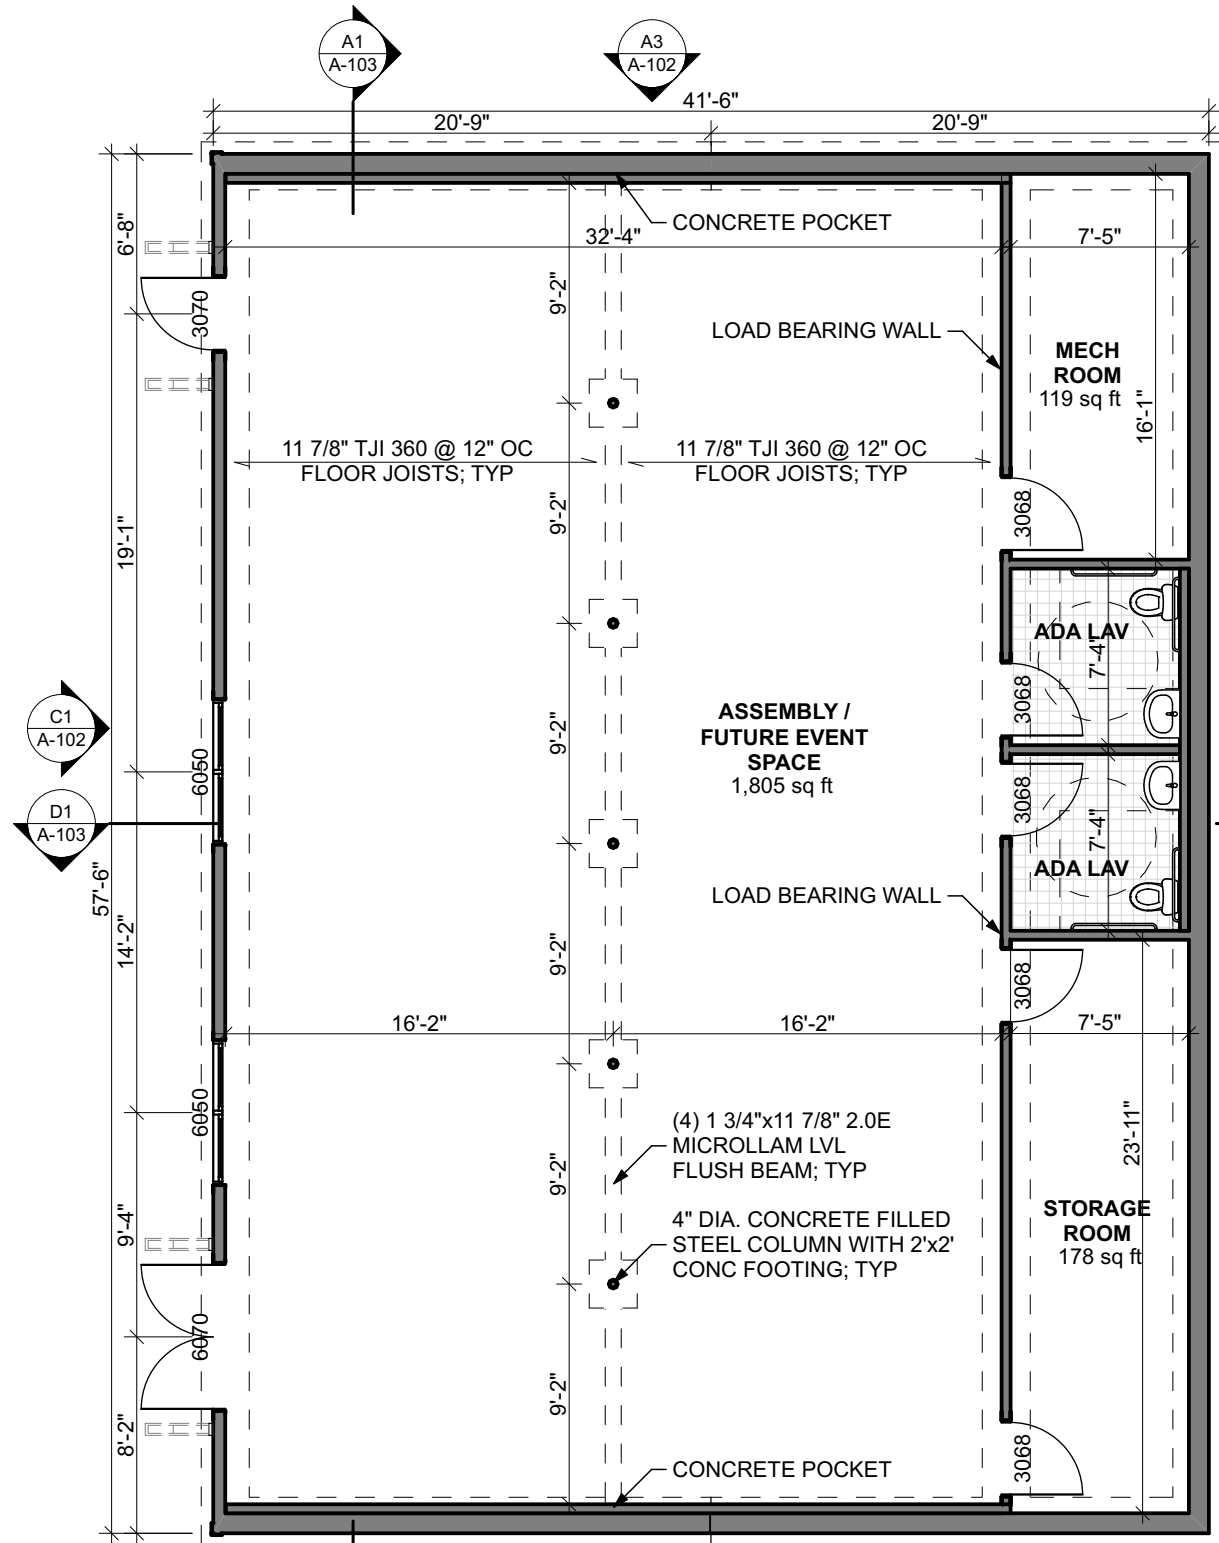 A1
A-103
A3
A-102
41'-6"
20'-9"
20'-9"
6'-8"
CONCRETE POCKET
32'-4"
7'-5"
9'-2"
3070
LOAD BEARING WALL
MECH
ROOM
119 sq ft
16'-1"
11 7/8" TJI 360 @ 12" OC
FLOOR JOISTS; TYP
11 7/8" TJI 360 @ 12" OC
FLOOR JOISTS; TYP
9'-2"
3068
19'-1"
ADA LAV
7'-4"
3068
C1
A-102
ASSEMBLY /
FUTURE EVENT
SPACE
1,805 sq ft
9'-2"
6050
3068
D1
A-103
7'-4"
ADA LAV
57'-6"
LOAD BEARING WALL
14'-2"
9'-2"
3068
16'-2"
16'-2"
7'-5"
6050
(4) 1 3/4"x11 7/8" 2.0E
MICROLLAM LVL
FLUSH BEAM; TYP
23'-11"
9'-2"
9'-4"
4" DIA. CONCRETE FILLED
STEEL COLUMN WITH 2'x2'
CONC FOOTING; TYP
STORAGE
ROOM
178 sq ft
6070
9'-2"
8'-2"
CONCRETE POCKET
3068